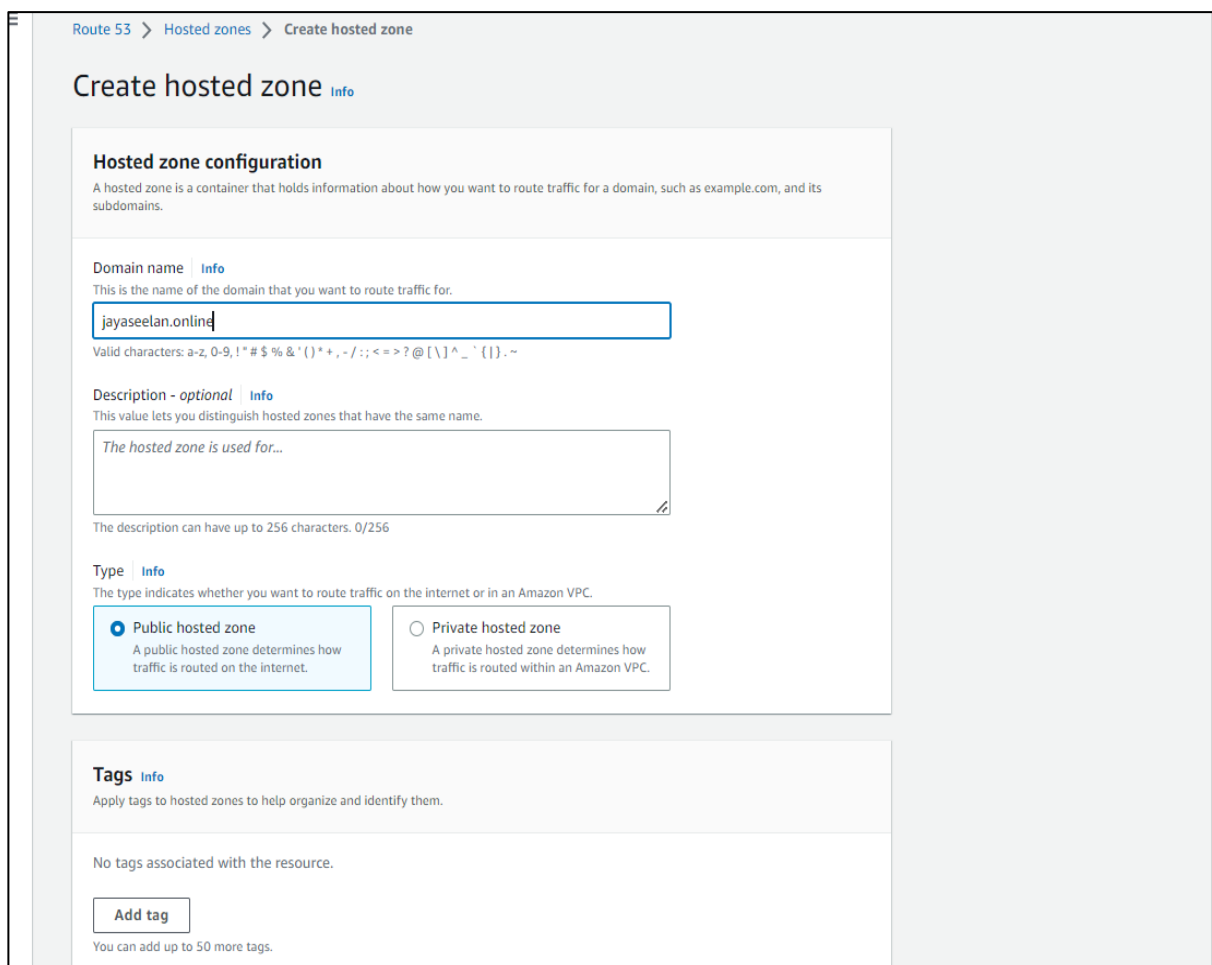 Route 53 > Hosted zones > Create hosted zone
Create hosted zone Info
Hosted zone configuration
A hosted zone is a container that holds information about how you want to route traffic for a domain, such as example.com, and its
subdomains.
Domain name Info
This is the name of the domain that you want to route traffic for.
jayaseelan.online
Valid characters: a-z, 0-9, ! " # $ % & ' ( ) * + , - / : ; < = > ? @ [ \ ] ^ _ ` { | } . ~
Description - optional Info
This value lets you distinguish hosted zones that have the same name.
The hosted zone is used for...
The description can have up to 256 characters. 0/256
Type Info
The type indicates whether you want to route traffic on the internet or in an Amazon VPC.
Public hosted zone
A public hosted zone determines how
traffic is routed on the internet.
Private hosted zone
A private hosted zone determines how
traffic is routed within an Amazon VPC.
Tags Info
Apply tags to hosted zones to help organize and identify them.
No tags associated with the resource.
Add tag
You can add up to 50 more tags.